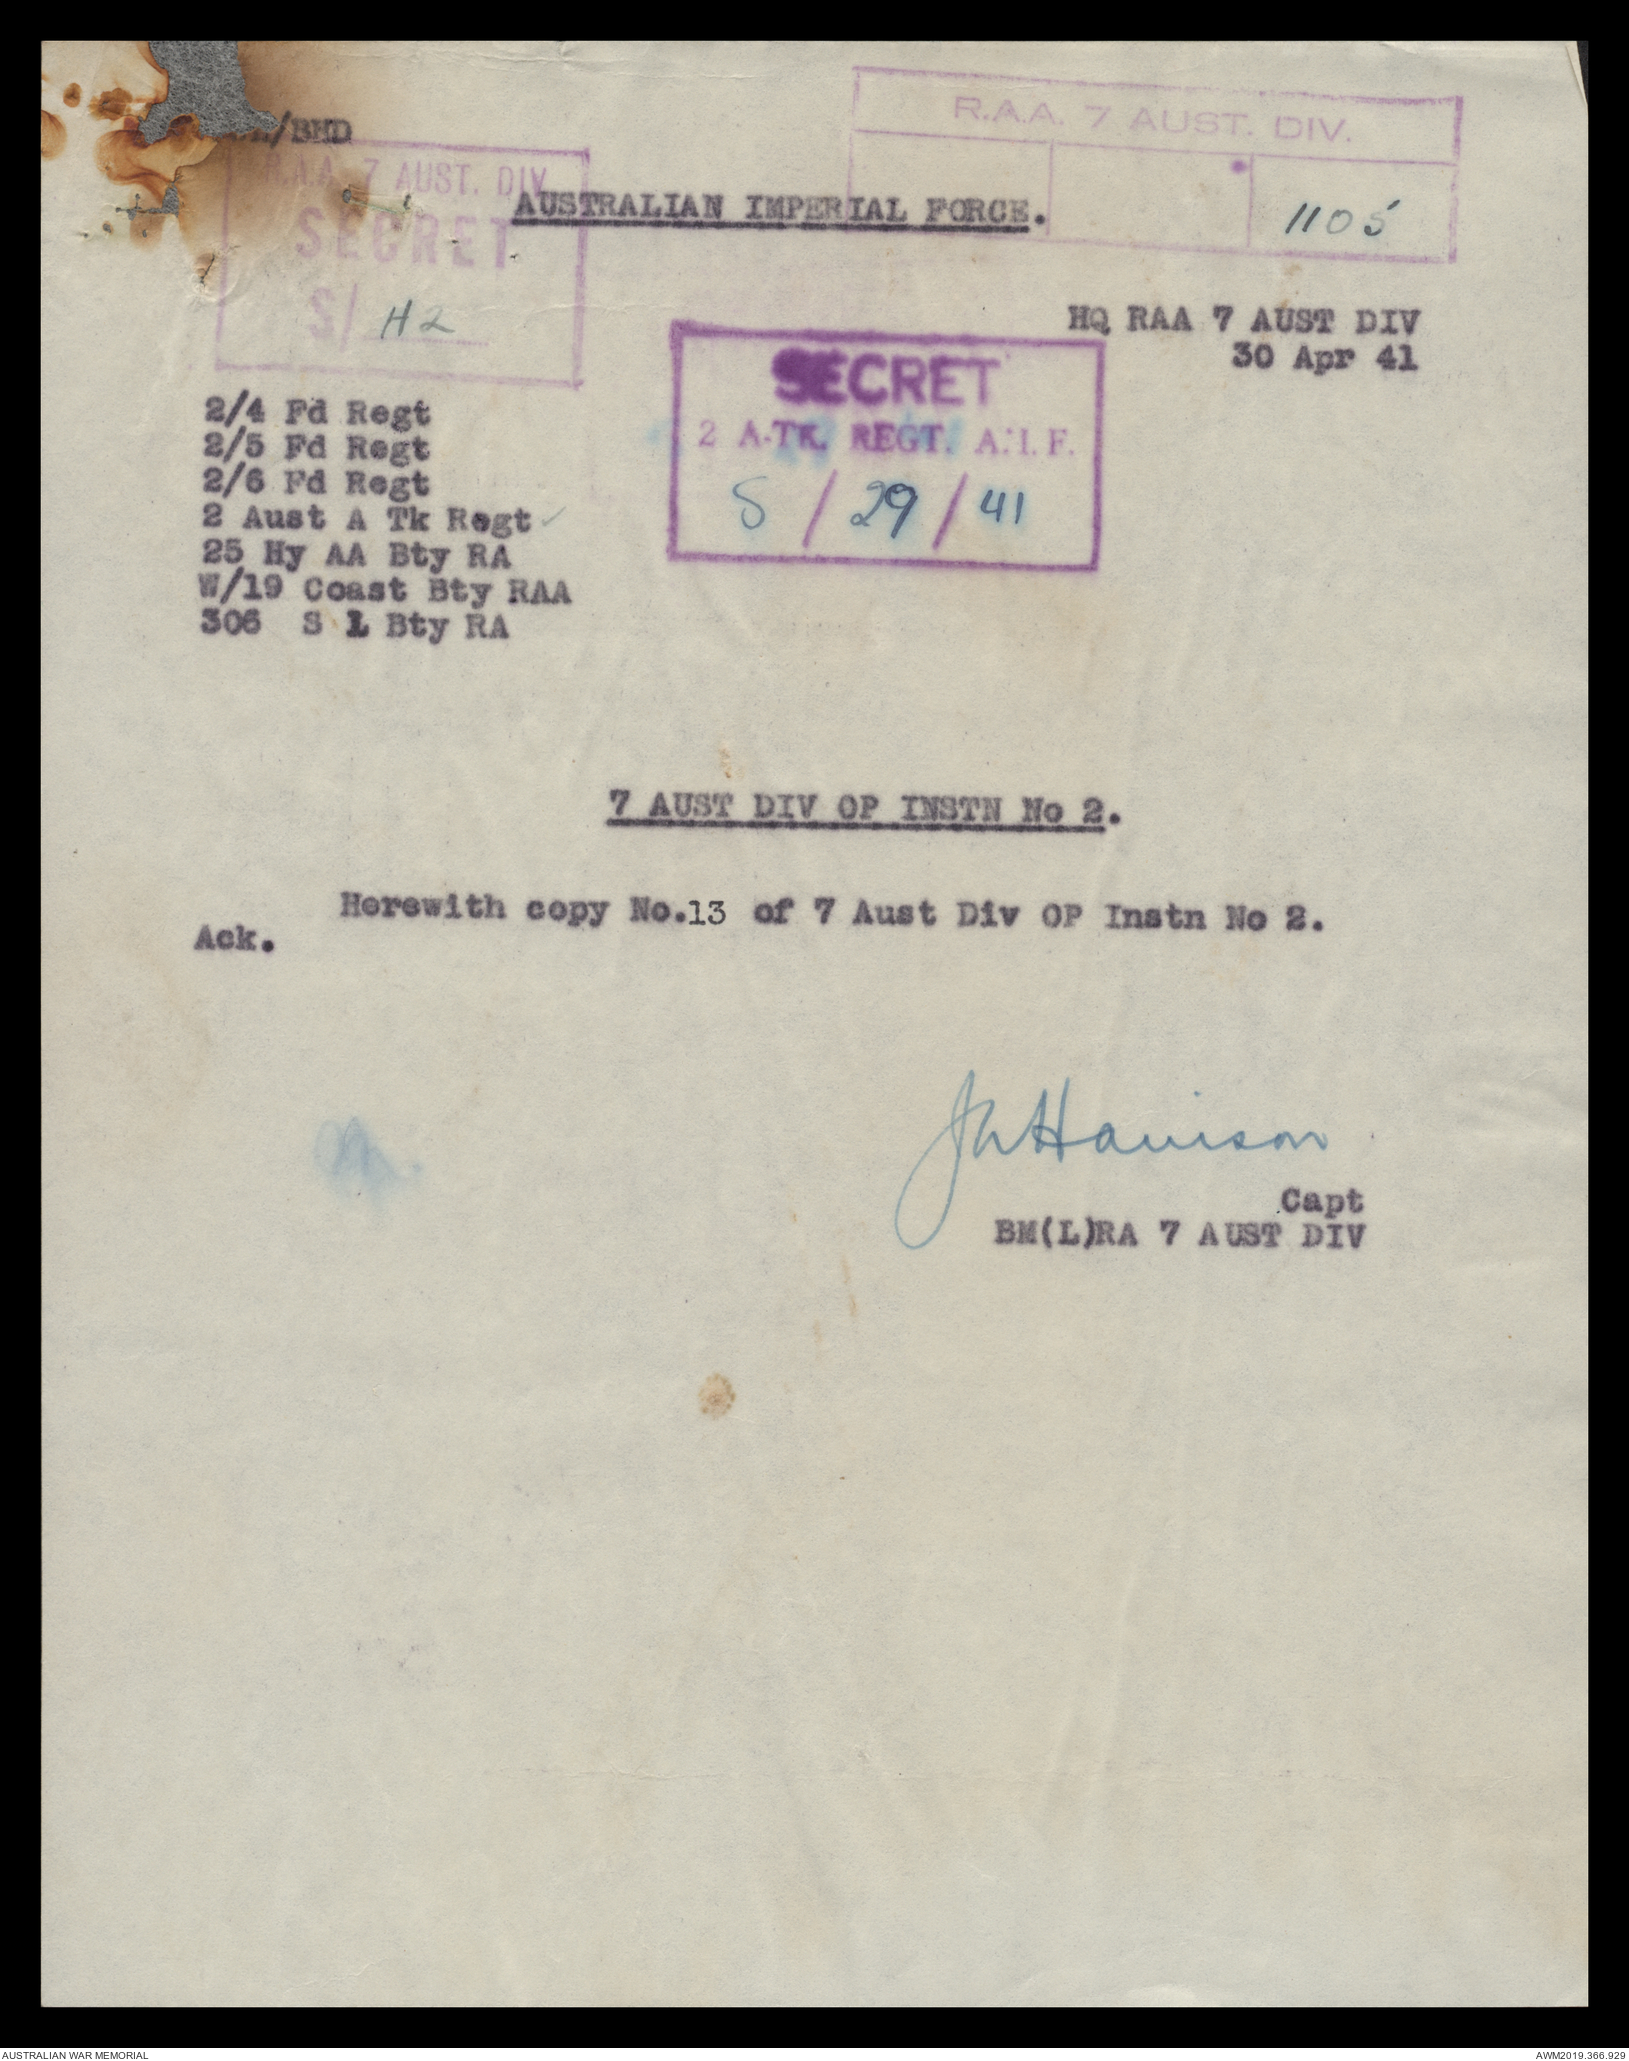 /BHD
R.A.A. 7 AUST. DIV.
1105
R.A.A. 7 AUST. DIV
SECRET
S/ H2
AUSTRALIAN IMPERIAL FORCE.
HQ RAA 7 AUST DIV
30 Apr 41
SECRET
2 A-TK. REGT. A.I.F.
S / 29 / 41
2/4 Fd Regt
2/5 Fd Regt
2/6 Fd Regt
2 Aust A Tk Regt ✓
25 Hy AA Bty RA
W/19 Coast Bty RAA
306 S L Bty RA
7 AUST DIV OP INSTN No 2.
Herewith copy No.13 of 7 Aust Div OP Instn No 2.
Ack.
Harrison
Capt
BM(L)RA 7 AUST DIV
AUSTRALIAN WAR MEMORIAL
AWM2019.366.929